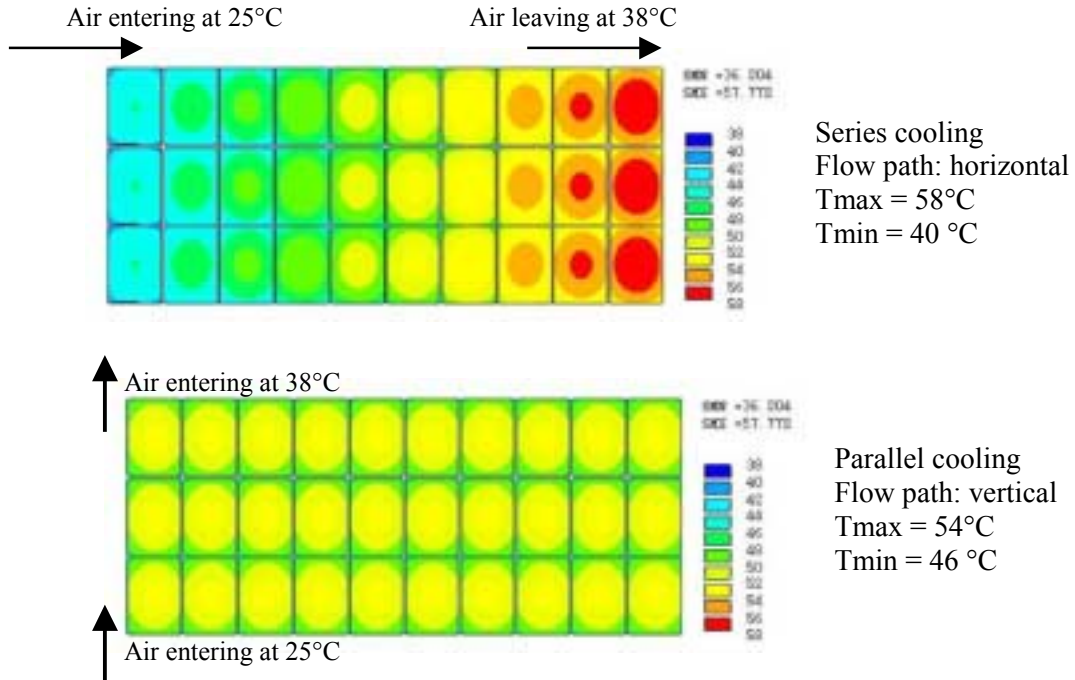 Air entering at 25°C
Air leaving at 38°C
Series cooling
Flow path: horizontal
Tmax = 58°C
Tmin = 40 °C
38
40
42
44
46
48
50
52
54
56
58
Air entering at 38°C
Parallel cooling
Flow path: vertical
Tmax = 54°C
Tmin = 46 °C
38
40
42
44
46
48
50
52
54
56
58
Air entering at 25°C